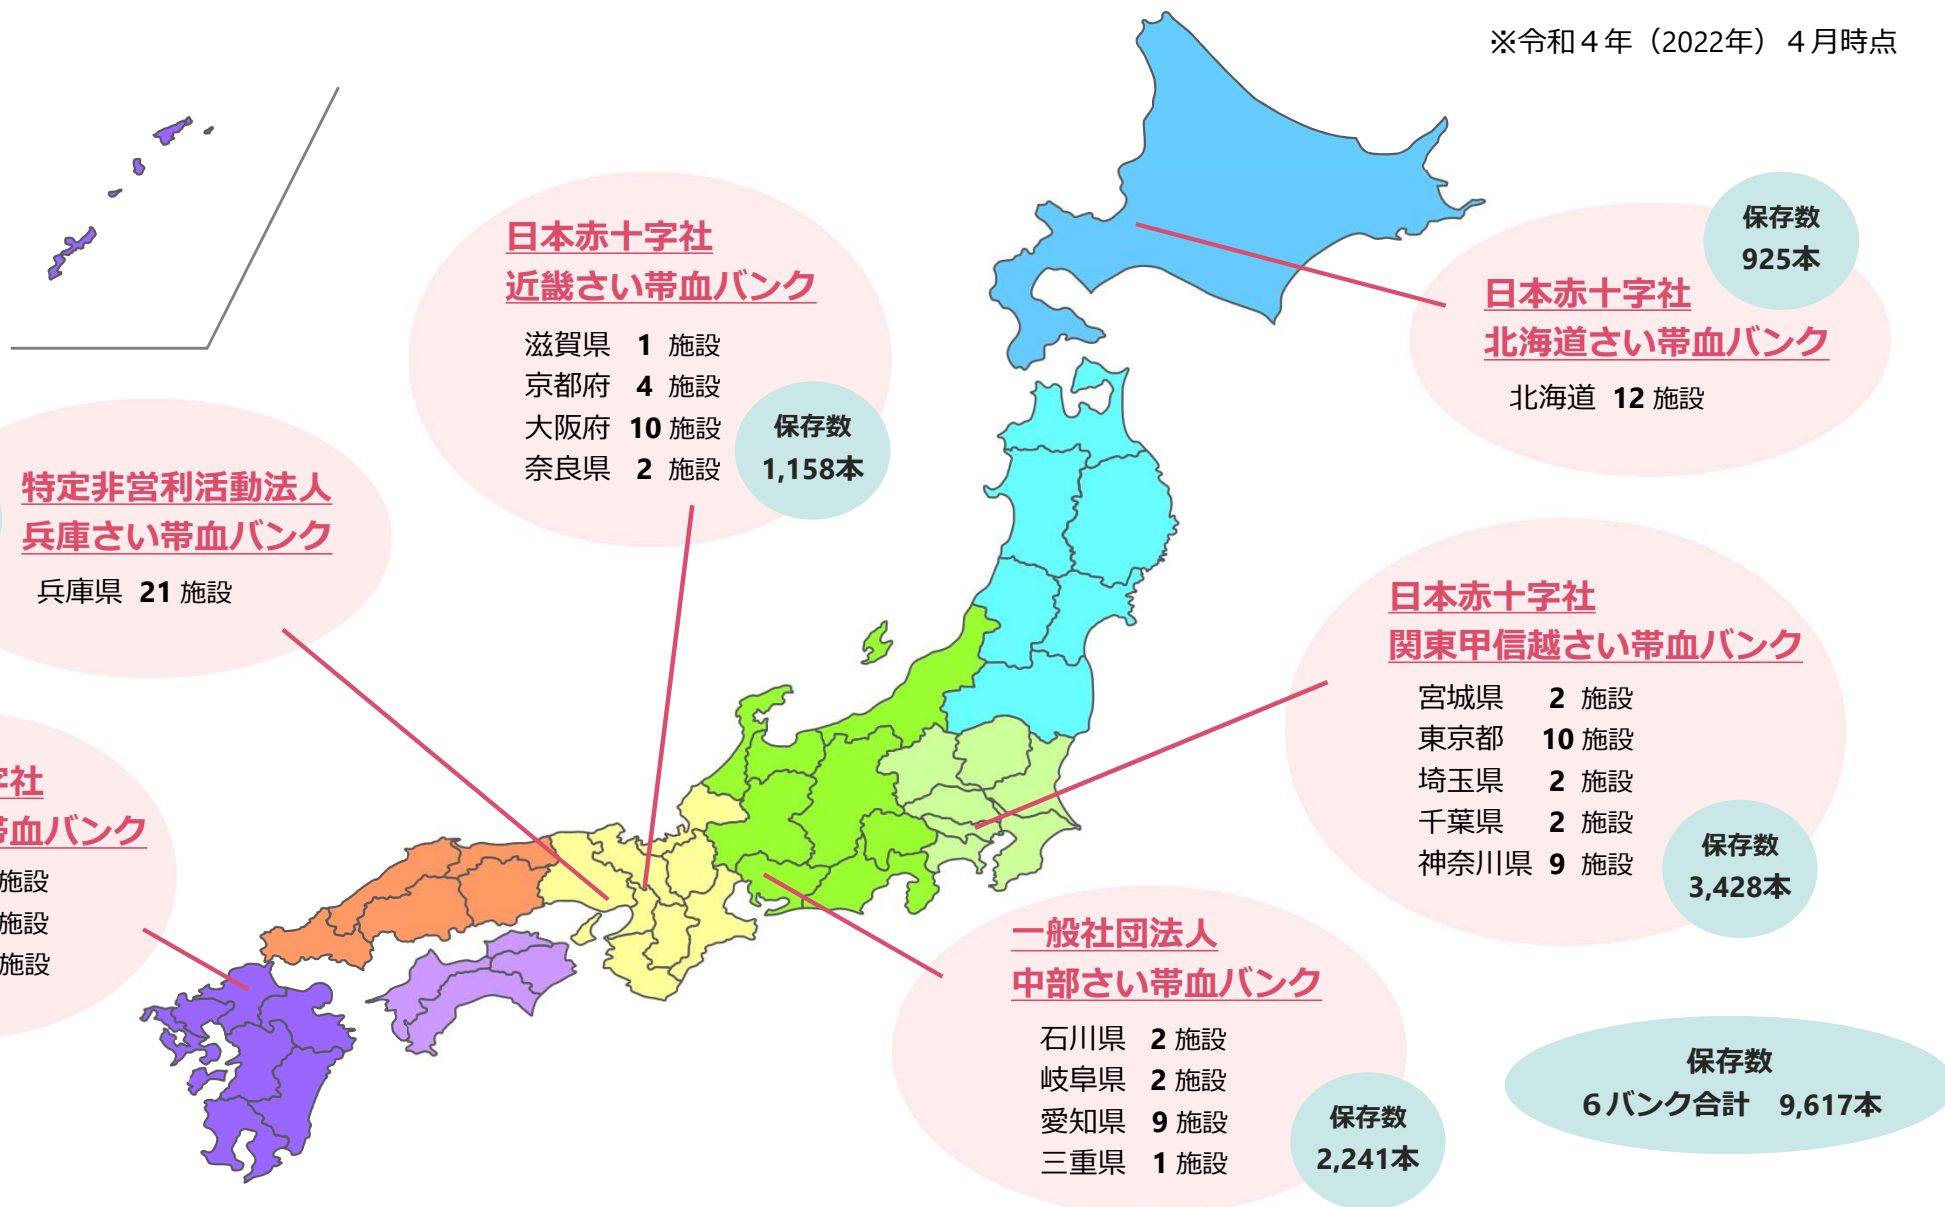 ※令和４年（2022年）４月時点
日本赤十字社
北海道さい帯血バンク
北海道 12 施設
保存数
925本
日本赤十字社
近畿さい帯血バンク
滋賀県 1 施設
京都府 4 施設
大阪府 10 施設
奈良県 2 施設
保存数
1,158本
特定非営利活動法人
兵庫さい帯血バンク
兵庫県 21 施設
日本赤十字社
関東甲信越さい帯血バンク
宮城県 2 施設
東京都 10 施設
埼玉県 2 施設
千葉県 2 施設
神奈川県 9 施設
保存数
3,428本
字社
帯血バンク
施設
施設
施設
一般社団法人
中部さい帯血バンク
石川県 2 施設
岐阜県 2 施設
愛知県 9 施設
三重県 1 施設
保存数
2,241本
保存数
６バンク合計 9,617本